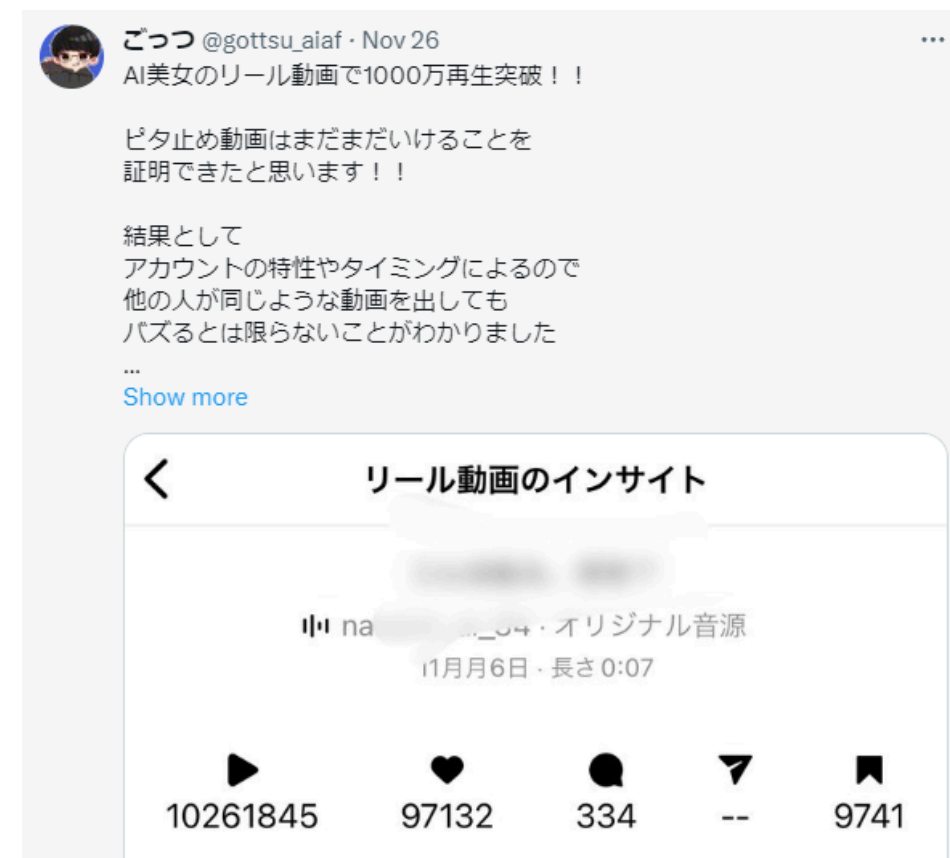 ごっつ @gottsu_aiaf · Nov 26
AI美女のリール動画で1000万再生突破！！
ピタ止め動画はまだまだいけることを
証明できたと思います！！
結果として
アカウントの特性やタイミングによるので
他の人が同じような動画を出しても
バズるとは限らないことがわかりました
...
Show more
リール動画のインサイト
· オリジナル音源
11月月6日 · 長さ0:07
10261845 97132 334 -- 9741